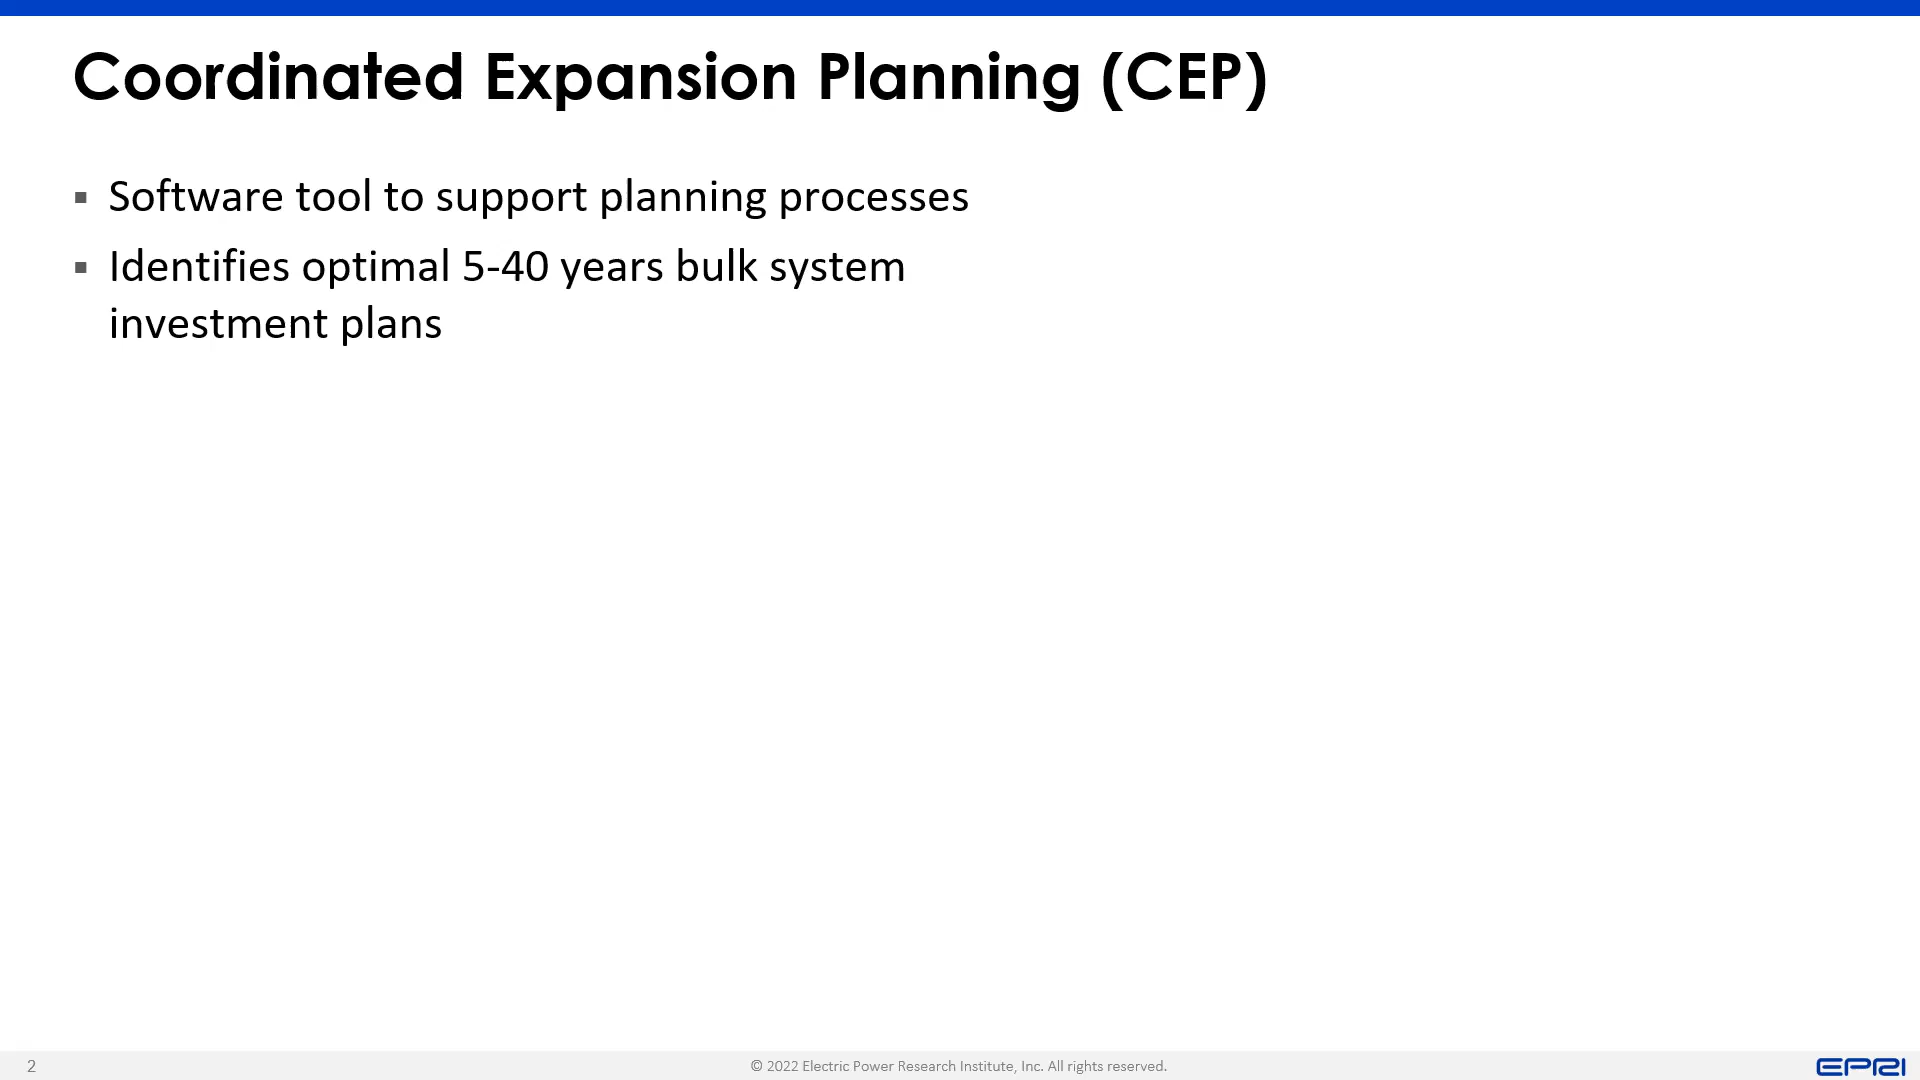 Coordinated Expansion Planning (CEP)
▪ Software tool to support planning processes
▪ Identifies optimal 5-40 years bulk system
investment plans
2
© 2022 Electric Power Research Institute, Inc. All rights reserved.
EPRI